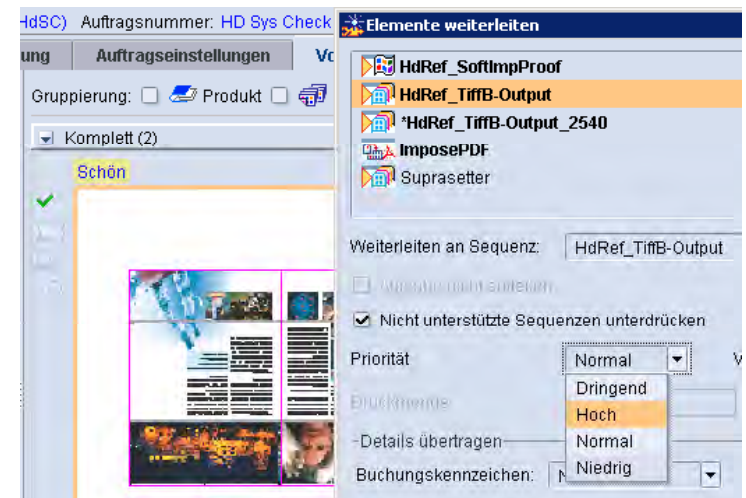 HdSC) Auftragsnummer: HD Sys Check
ung Auftragseinstellungen Vo
Gruppierung: Produkt
Komplett (2)
Schön
Elemente weiterleiten
HdRef_SoftImpProof
HdRef_TiffB-Output
*HdRef_TiffB-Output_2540
ImposePDF
Suprasetter
Weiterleiten an Sequenz: HdRef_TiffB-Output
Nicht unterstützte Sequenzen unterdrücken
Priorität Normal V
Dringend
Hoch
Normal
Niedrig
Druckmenge
Details übertragen
Buchungskennzeichen: N